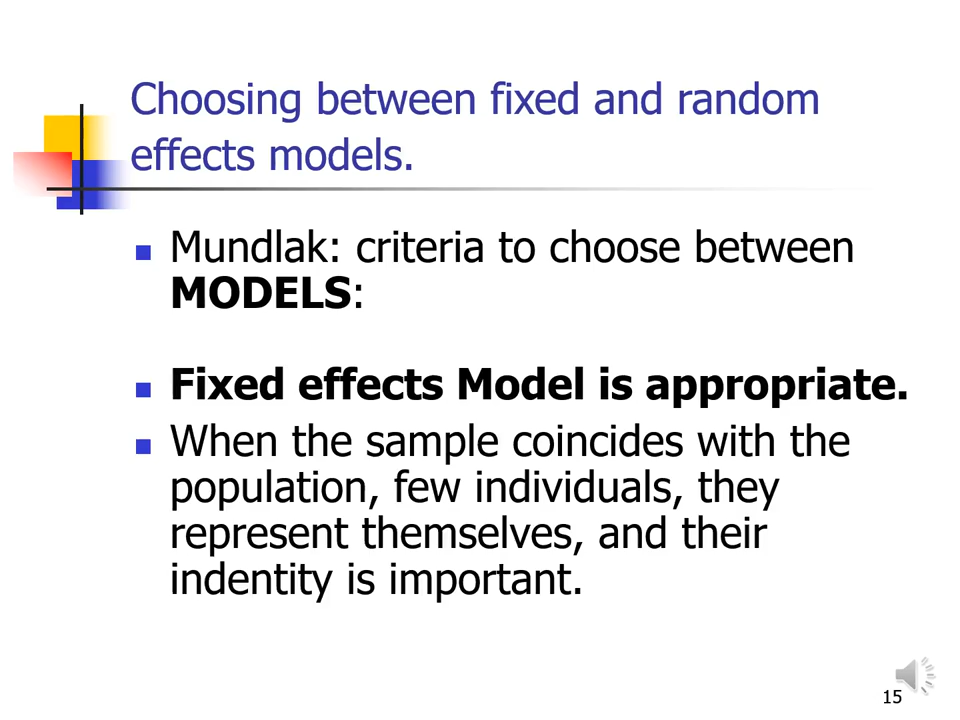 Choosing between fixed and random
effects models.
Mundlak: criteria to choose between
MODELS:
Fixed effects Model is appropriate.
When the sample coincides with the
population, few individuals, they
represent themselves, and their
indentity is important.
15